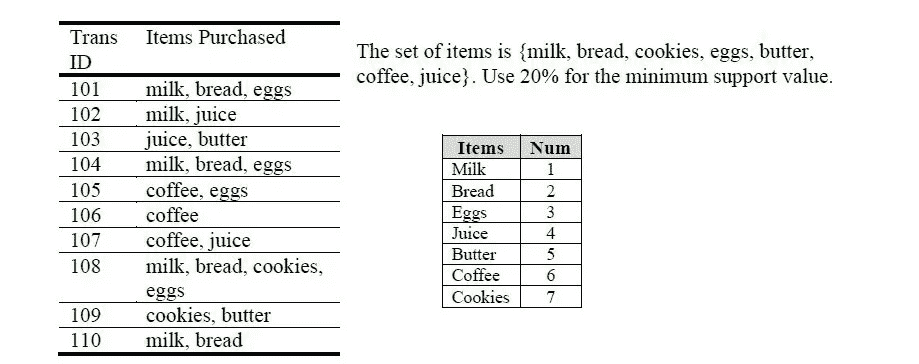 Trans Items Purchased
ID
101 milk, bread, eggs
102 milk, juice
103 juice, butter
104 milk, bread, eggs
105 coffee, eggs
106 coffee
107 coffee, juice
108 milk, bread, cookies,
eggs
109 cookies, butter
110 milk, bread
The set of items is {milk, bread, cookies, eggs, butter,
coffee, juice}. Use 20% for the minimum support value.
Items Num
Milk 1
Bread 2
Eggs 3
Juice 4
Butter 5
Coffee 6
Cookies 7